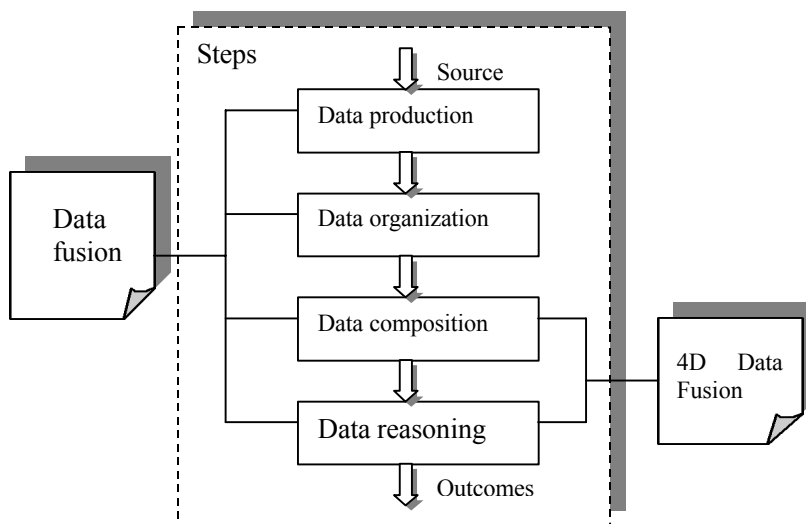 Steps
Source
Data production
Data
fusion
Data organization
Data composition
4D Data
Fusion
Data reasoning
Outcomes